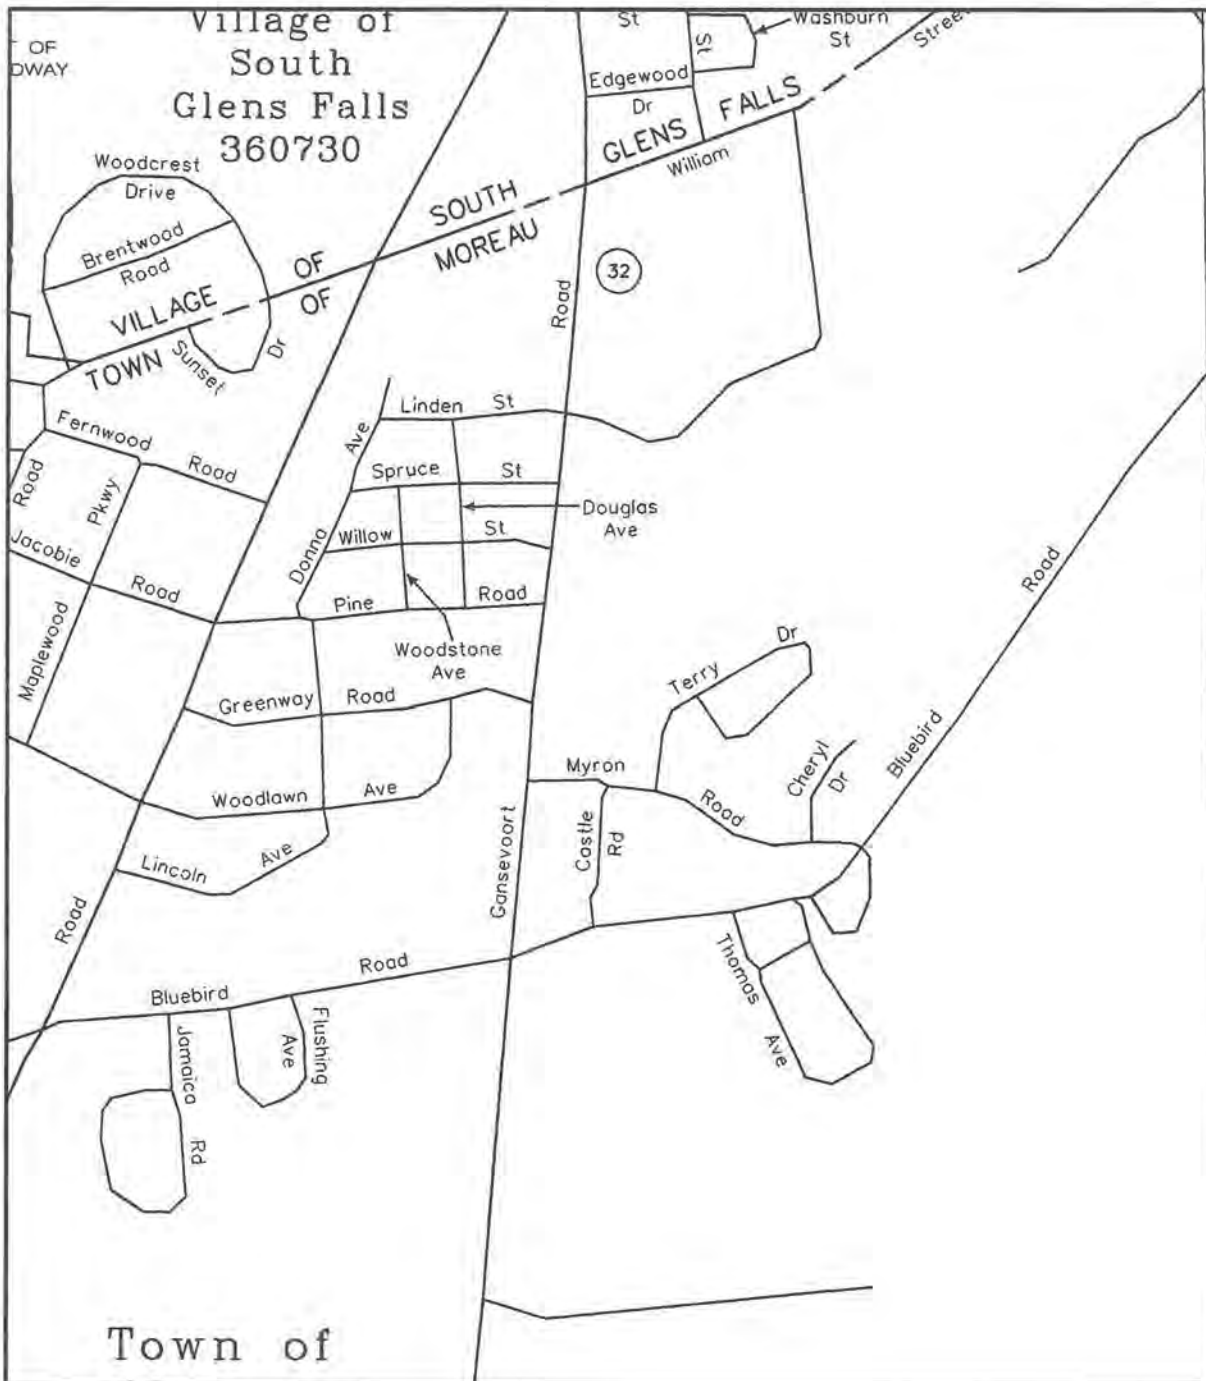 Village of
South
Glens Falls
360730
OF
DWAY
St
St
Washburn
St
Street
Edgewood
Dr
GLENS FALLS
William
Woodcrest
Drive
Brentwood
Road
SOUTH
MOREAU
OF
OF
VILLAGE
TOWN
Sunset
Dr
32
Road
Linden St
Ave
Fernwood
Road
Spruce St
Road
Pkwy
Douglas
Ave
Willow St
Donna
Jacobie
Road
Pine Road
Woodstone
Ave
Maplewood
Greenway Road
Terry
Dr
Road
Bluebird
Cheryl
Dr
Myron
Road
Woodlawn Ave
Castle
Rd
Lincoln
Ave
Gansevoort
Road
Road
Bluebird
Thomas
Ave
Flushing
Ave
Jamaica
Rd
Town of